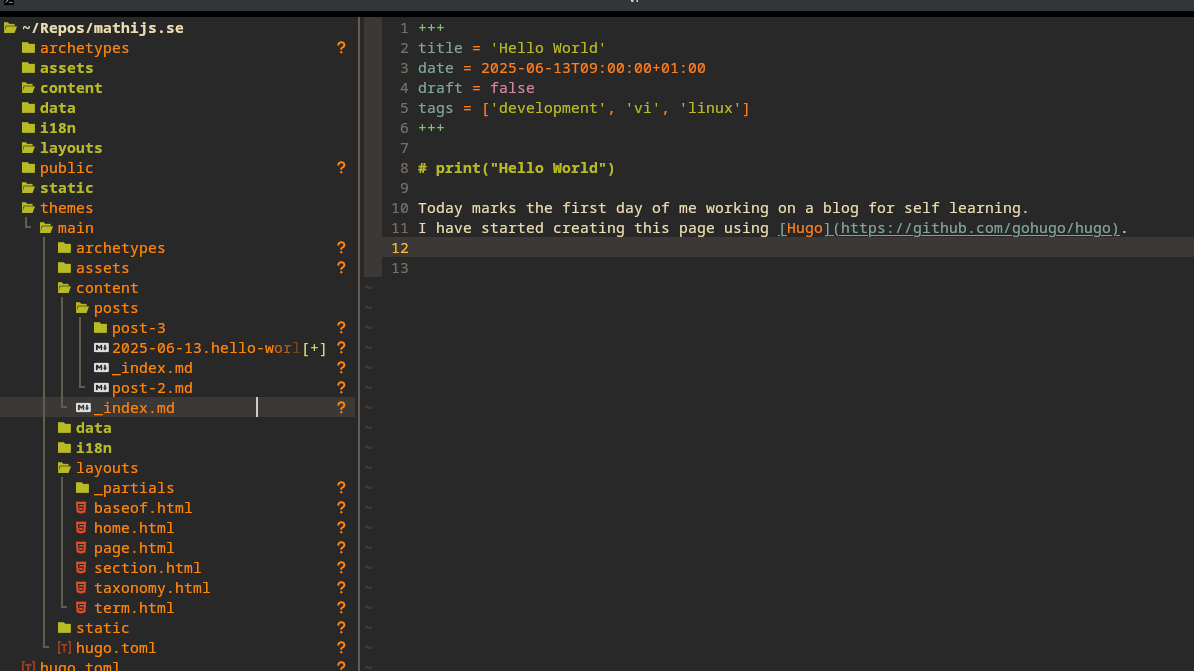 ~/Repos/mathijs.se
archetypes ?
assets
content
data
i18n
layouts
public ?
static
themes
main
archetypes ?
assets ?
content
posts
post-3 ?
2025-06-13.hello-worl[+] ?
_index.md ?
post-2.md ?
_index.md ?
data
i18n
layouts
_partials ?
baseof.html ?
home.html ?
page.html ?
section.html ?
taxonomy.html ?
term.html ?
static ?
[T] hugo.toml ?
[T] hugo.toml ?
1 +++
2 title = 'Hello World'
3 date = 2025-06-13T09:00:00+01:00
4 draft = false
5 tags = ['development', 'vi', 'linux']
6 +++
7
8 # print("Hello World")
9
10 Today marks the first day of me working on a blog for self learning.
11 I have started creating this page using [Hugo](https://github.com/gohugo/hugo).
12
13